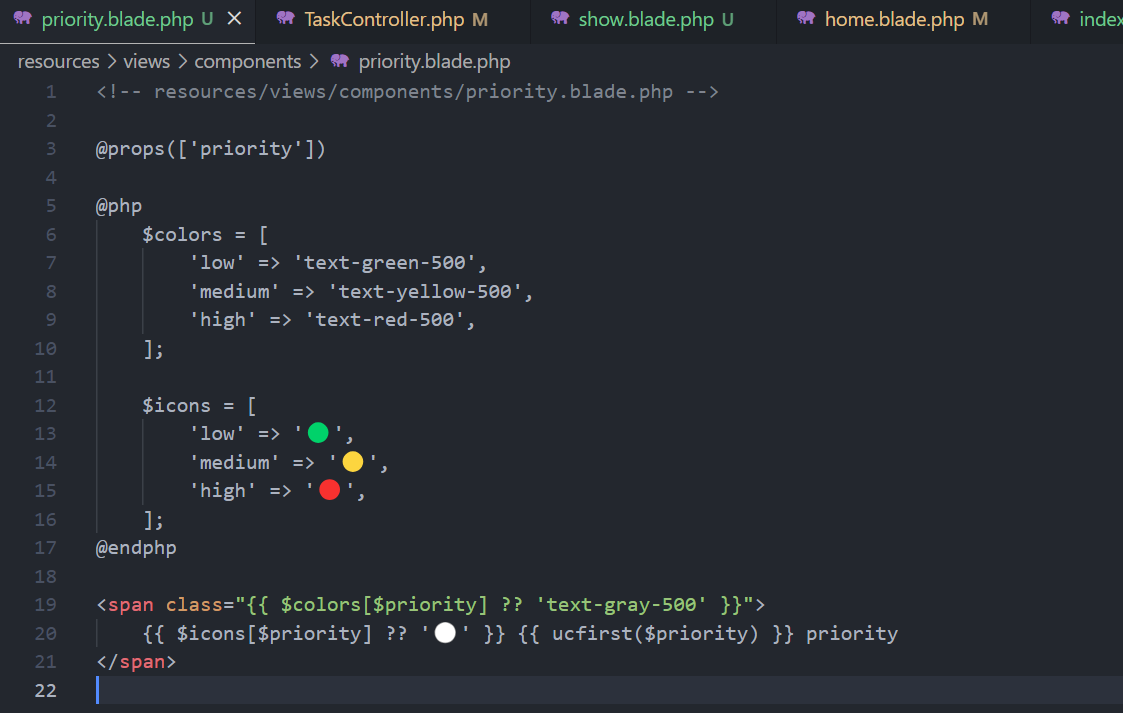 priority.blade.php U × TaskController.php M show.blade.php U home.blade.php M index
resources > views > components > priority.blade.php
1 <!-- resources/views/components/priority.blade.php -->
2
3 @props(['priority'])
4
5 @php
6 $colors = [
7 'low' => 'text-green-500',
8 'medium' => 'text-yellow-500',
9 'high' => 'text-red-500',
10 ];
11
12 $icons = [
13 'low' => '🟢',
14 'medium' => '🟡',
15 'high' => '🔴',
16 ];
17 @endphp
18
19 <span class="{{ $colors[$priority] ?? 'text-gray-500' }}">
20 {{ $icons[$priority] ?? '⚪' }} {{ ucfirst($priority) }} priority
21 </span>
22